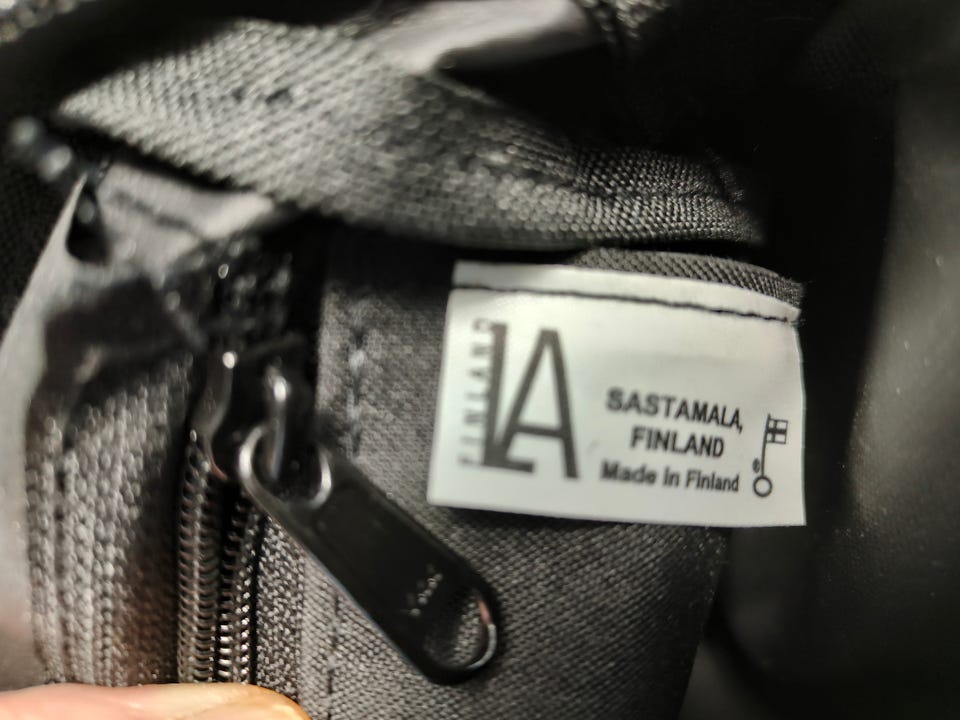 FINLAND
LA
SASTAMALA,
FINLAND
Made in Finland